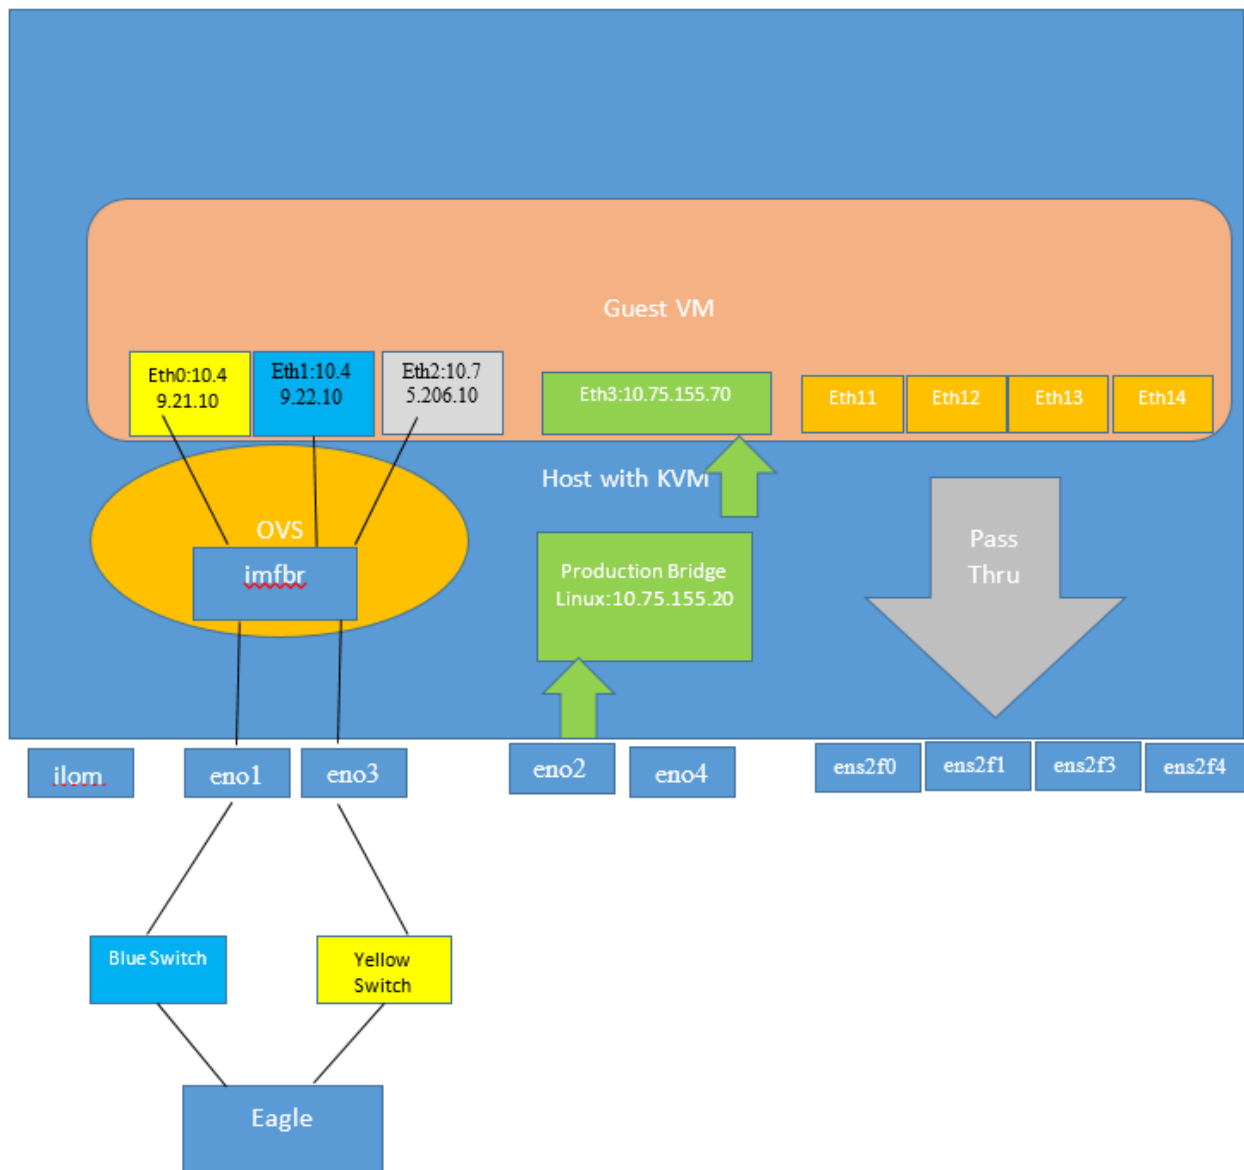 Guest VM
Eth0:10.4
9.21.10
Eth1:10.4
9.22.10
Eth2:10.7
5.206.10
Eth3:10.75.155.70
Eth11
Eth12
Eth13
Eth14
Host with KVM
OVS
imfbr
Production Bridge
Linux:10.75.155.20
Pass
Thru
ilom
eno1
eno3
eno2
eno4
ens2f0
ens2f1
ens2f3
ens2f4
Blue Switch
Yellow
Switch
Eagle